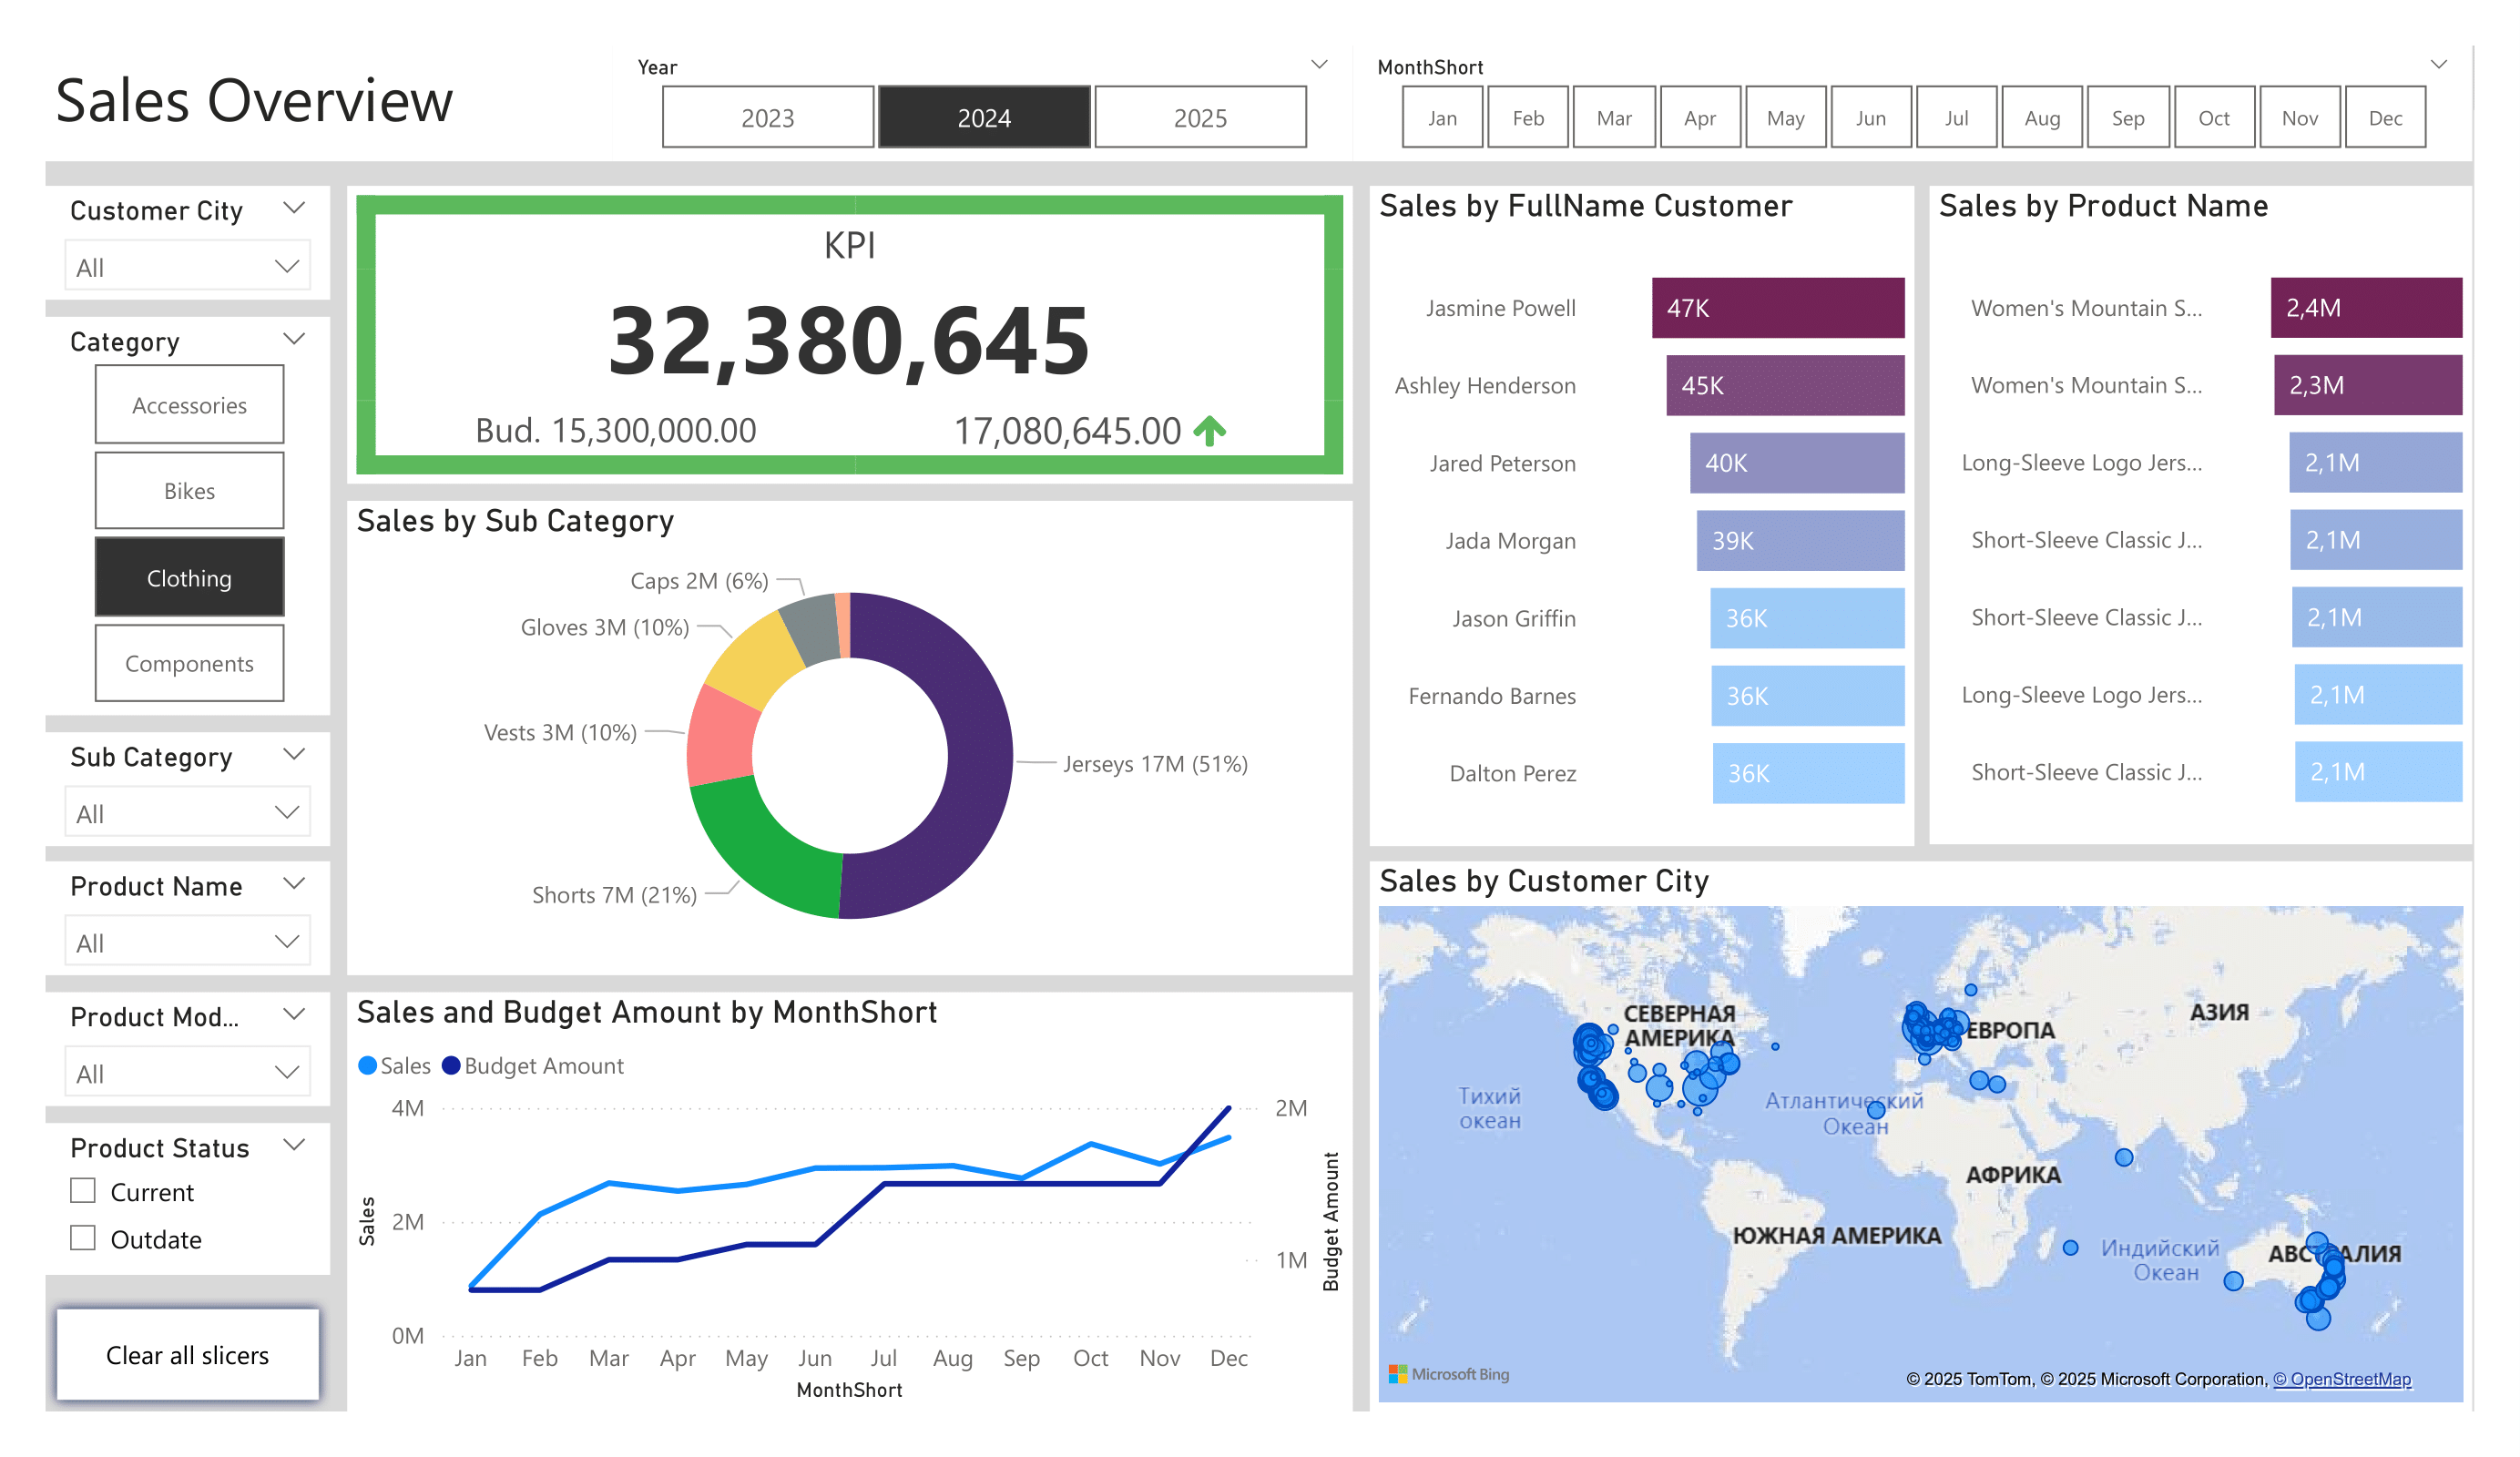 Sales Overview
Year
2023
2024
2025
MonthShort
Jan
Feb
Mar
Apr
May
Jun
Jul
Aug
Sep
Oct
Nov
Dec
Customer City
All
Category
Accessories
Bikes
Clothing
Components
Sub Category
All
Product Name
All
Product Mod...
All
Product Status
Current
Outdate
Clear all slicers
KPI
32,380,645
Bud. 15,300,000.00
17,080,645.00
Sales by Sub Category
Caps 2M (6%)
Gloves 3M (10%)
Vests 3M (10%)
Jerseys 17M (51%)
Shorts 7M (21%)
Sales and Budget Amount by MonthShort
Sales
Budget Amount
4M
2M
0M
Sales
2M
1M
Budget Amount
Jan
Feb
Mar
Apr
May
Jun
Jul
Aug
Sep
Oct
Nov
Dec
MonthShort
Sales by FullName Customer
Jasmine Powell 47K
Ashley Henderson 45K
Jared Peterson 40K
Jada Morgan 39K
Jason Griffin 36K
Fernando Barnes 36K
Dalton Perez 36K
Sales by Product Name
Women's Mountain S... 2,4M
Women's Mountain S... 2,3M
Long-Sleeve Logo Jers... 2,1M
Short-Sleeve Classic J... 2,1M
Short-Sleeve Classic J... 2,1M
Long-Sleeve Logo Jers... 2,1M
Short-Sleeve Classic J... 2,1M
Sales by Customer City
СЕВЕРНАЯ
АМЕРИКА
ЕВРОПА
АЗИЯ
Тихий
океан
Атлантический
Океан
АФРИКА
ЮЖНАЯ АМЕРИКА
Индийский
Океан
АВС АЛИЯ
Microsoft Bing
© 2025 TomTom, © 2025 Microsoft Corporation, © OpenStreetMap